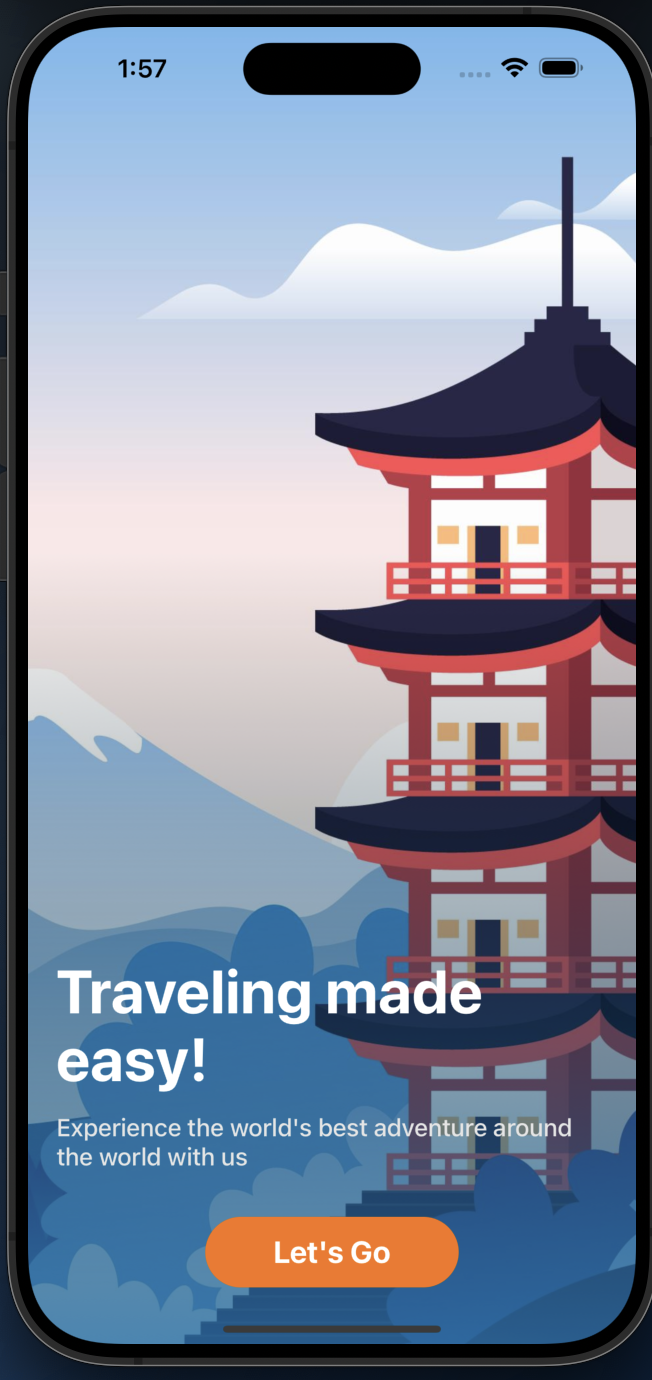 1:57
Traveling made
easy!
Experience the world's best adventure around
the world with us
Let's Go